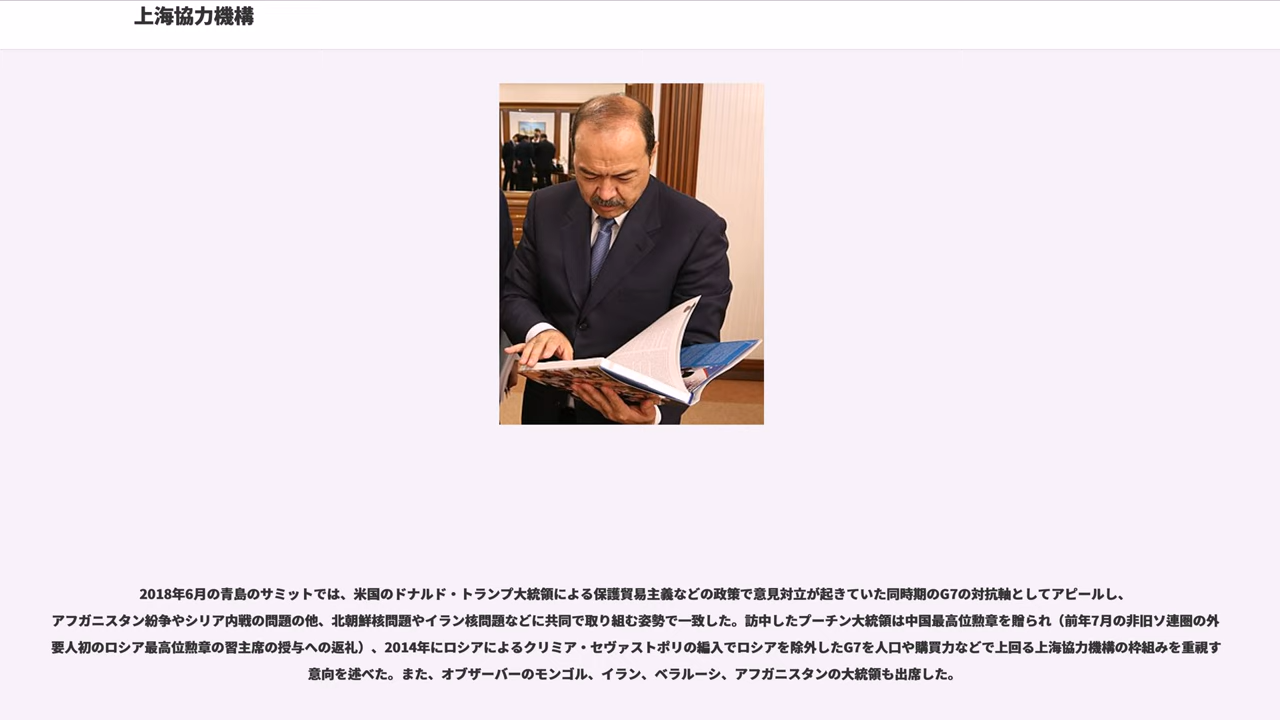 上海協力機構
2018年6月の青島のサミットでは、米国のドナルド・トランプ大統領による保護貿易主義などの政策で意見対立が起きていた同時期のG7の対抗軸としてアピールし、
アフガニスタン紛争やシリア内戦の問題の他、北朝鮮核問題やイラン核問題などに共同で取り組む姿勢で一致した。訪中したプーチン大統領は中国最高位勲章を贈られ（前年7月の非旧ソ連圏の外
要人初のロシア最高位勲章の習主席の授与への返礼）、2014年にロシアによるクリミア・セヴァストポリの編入でロシアを除外したG7を人口や購買力などで上回る上海協力機構の枠組みを重視す
意向を述べた。また、オブザーバーのモンゴル、イラン、ベラルーシ、アフガニスタンの大統領も出席した。